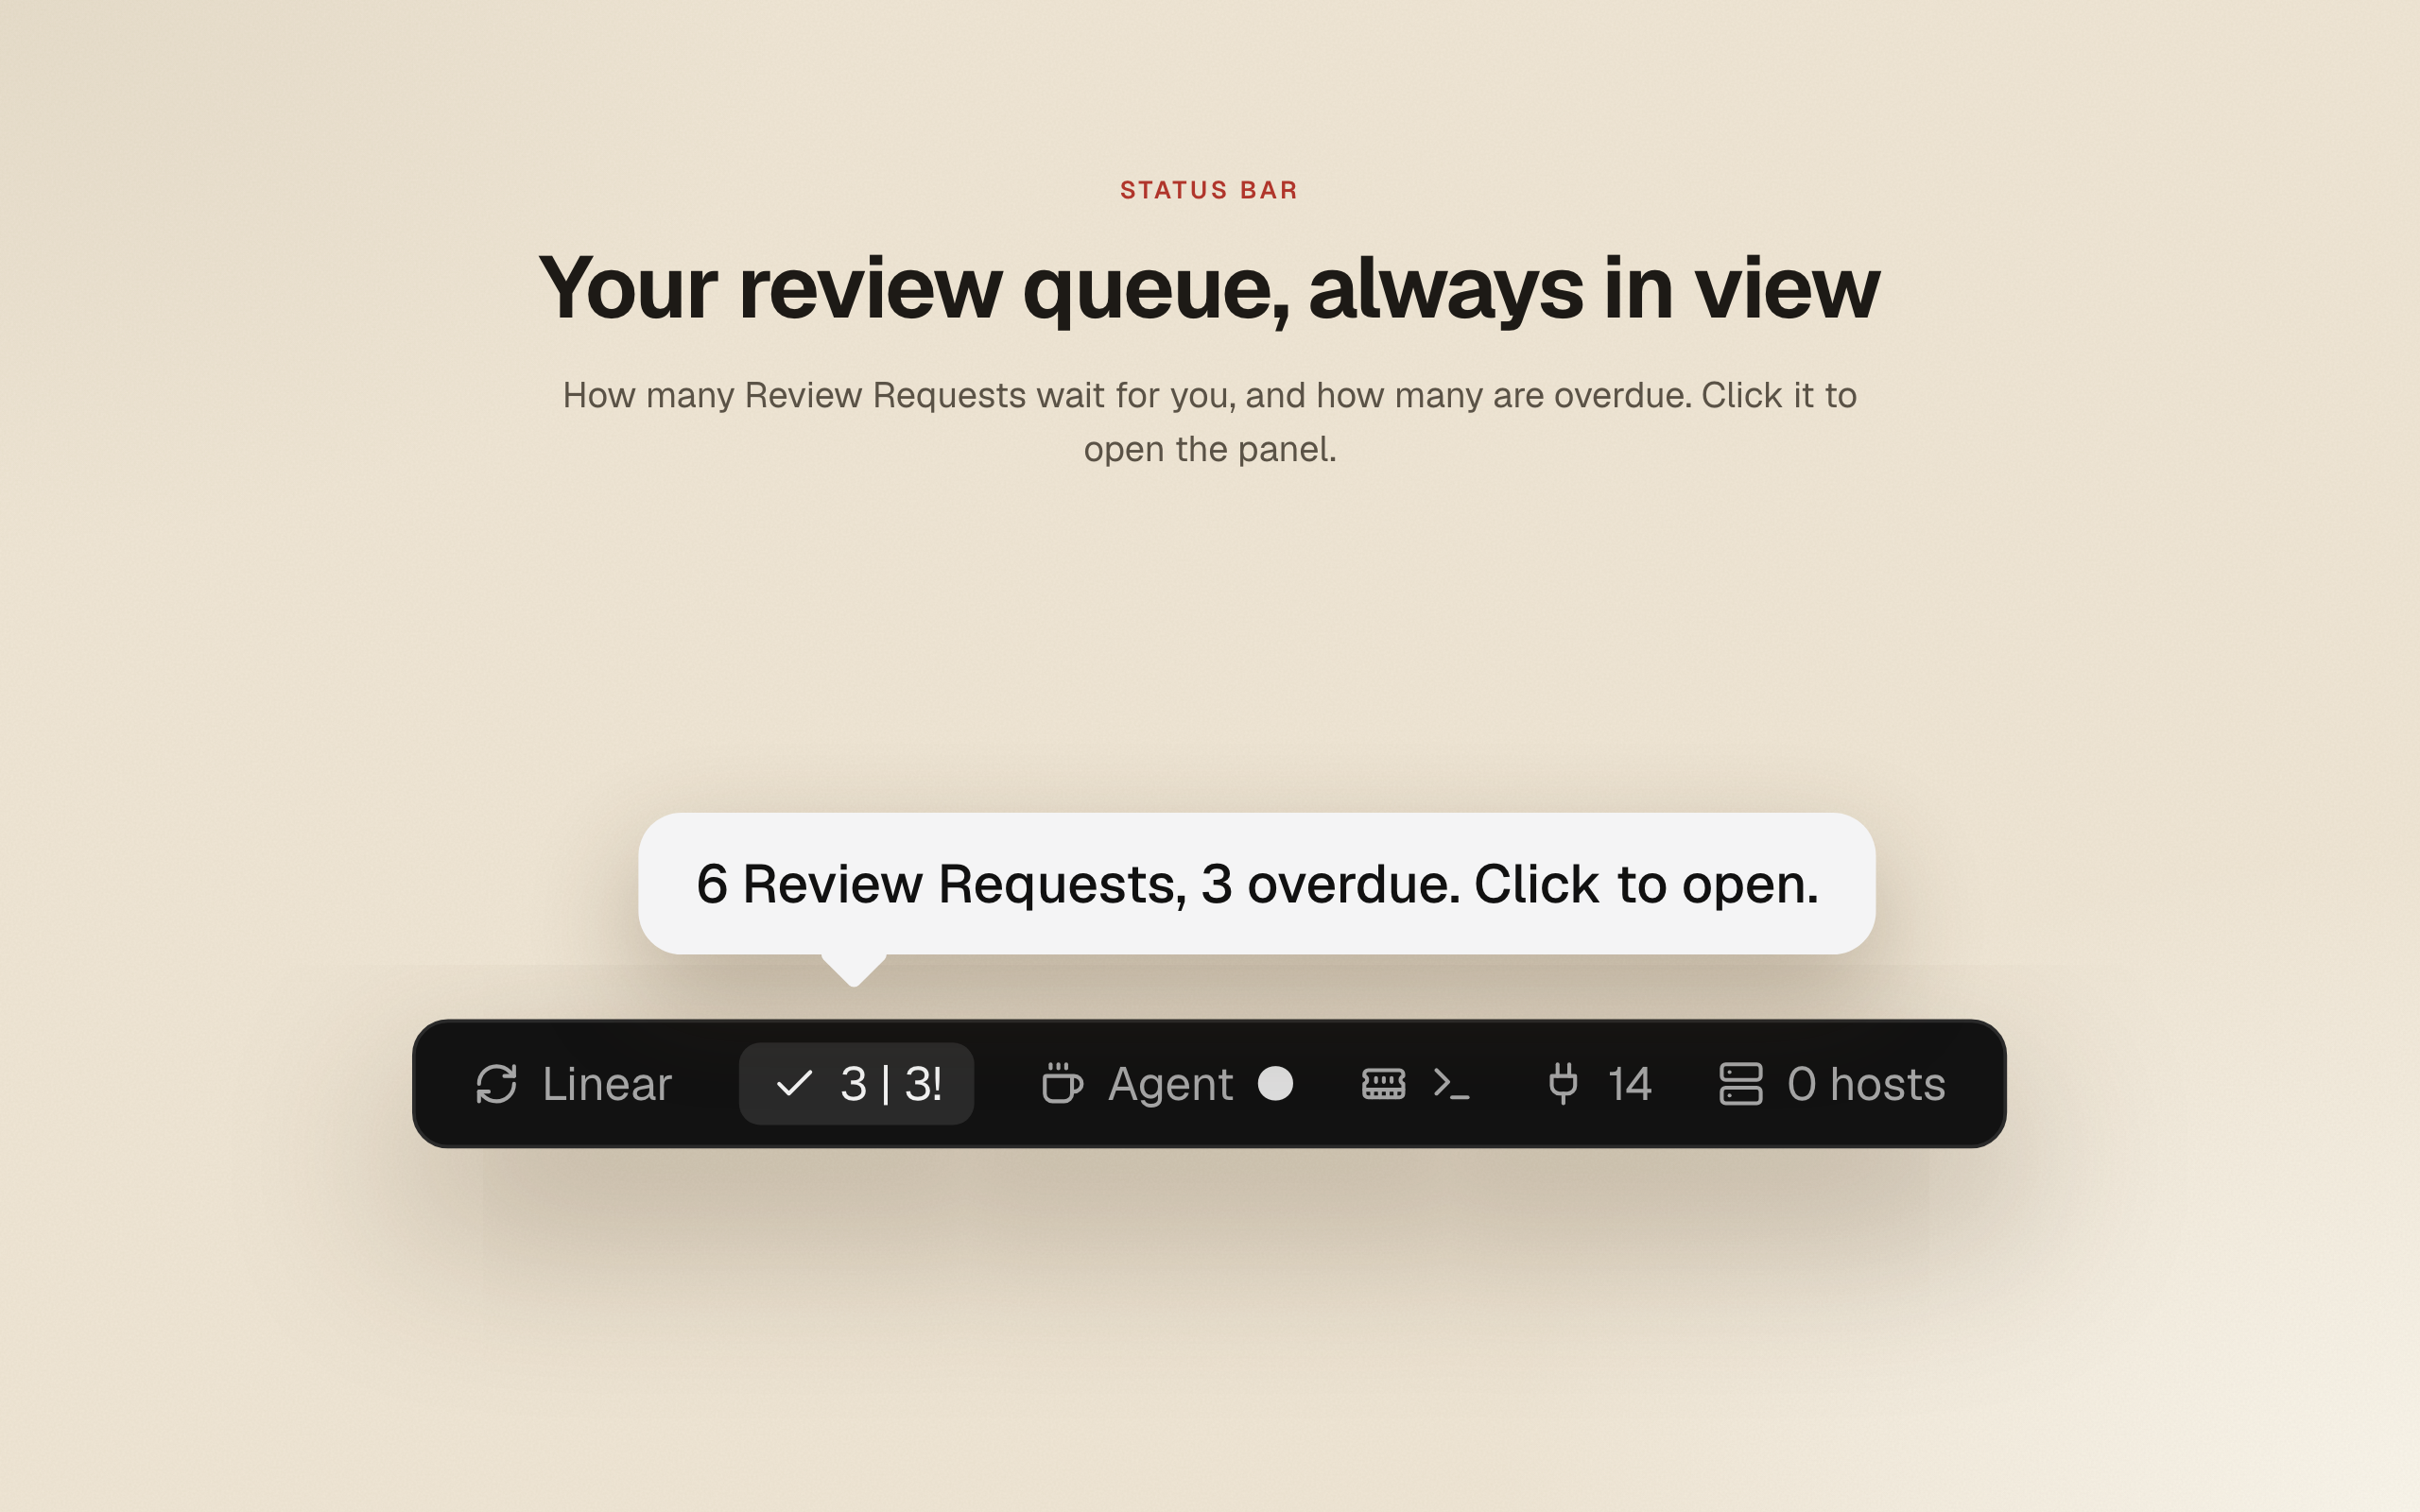 STATUS BAR
Your review queue, always in view
How many Review Requests wait for you, and how many are overdue. Click it to
open the panel.
6 Review Requests, 3 overdue. Click to open.
Linear 3 | 3! Agent 14 0 hosts